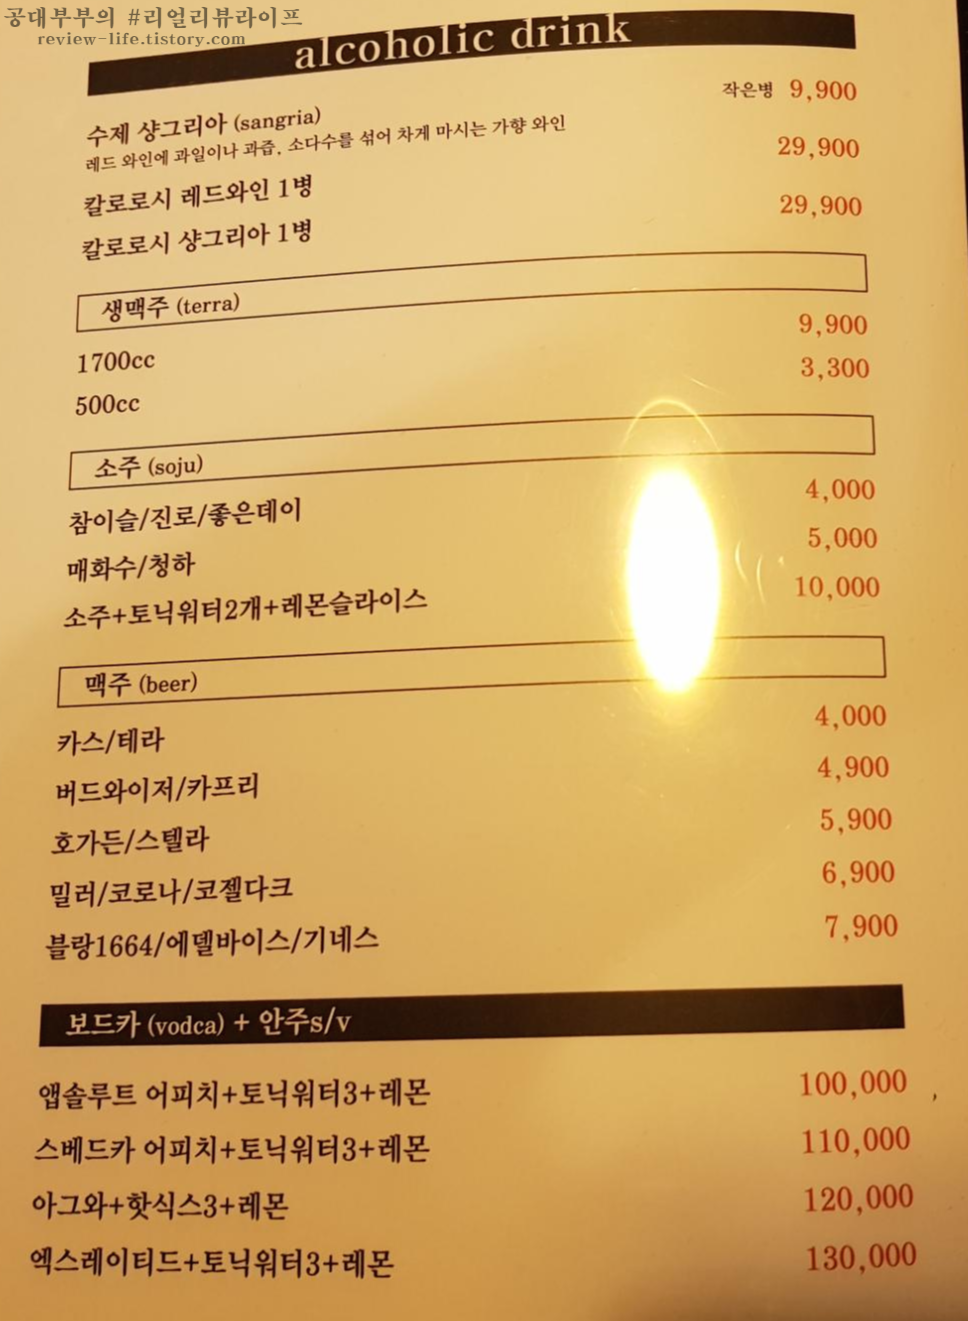 공대부부의 #리얼리뷰라이프
review-life.tistory.com
alcoholic drink
수제 샹그리아 (sangria) 작은병 9,900
레드 와인에 과일이나 과즙, 소다수를 섞어 차게 마시는 가향 와인
칼로로시 레드와인 1병 29,900
칼로로시 샹그리아 1병 29,900
생맥주 (terra)
1700cc 9,900
500cc 3,300
소주 (soju)
참이슬/진로/좋은데이 4,000
매화수/청하 5,000
소주+토닉워터2개+레몬슬라이스 10,000
맥주 (beer)
카스/테라 4,000
버드와이저/카프리 4,900
호가든/스텔라 5,900
밀러/코로나/코젤다크 6,900
블랑1664/에델바이스/기네스 7,900
보드카 (vodca) + 안주s/v
앱솔루트 어피치+토닉워터3+레몬 100,000
스베드카 어피치+토닉워터3+레몬 110,000
아그와+핫식스3+레몬 120,000
엑스레이티드+토닉워터3+레몬 130,000